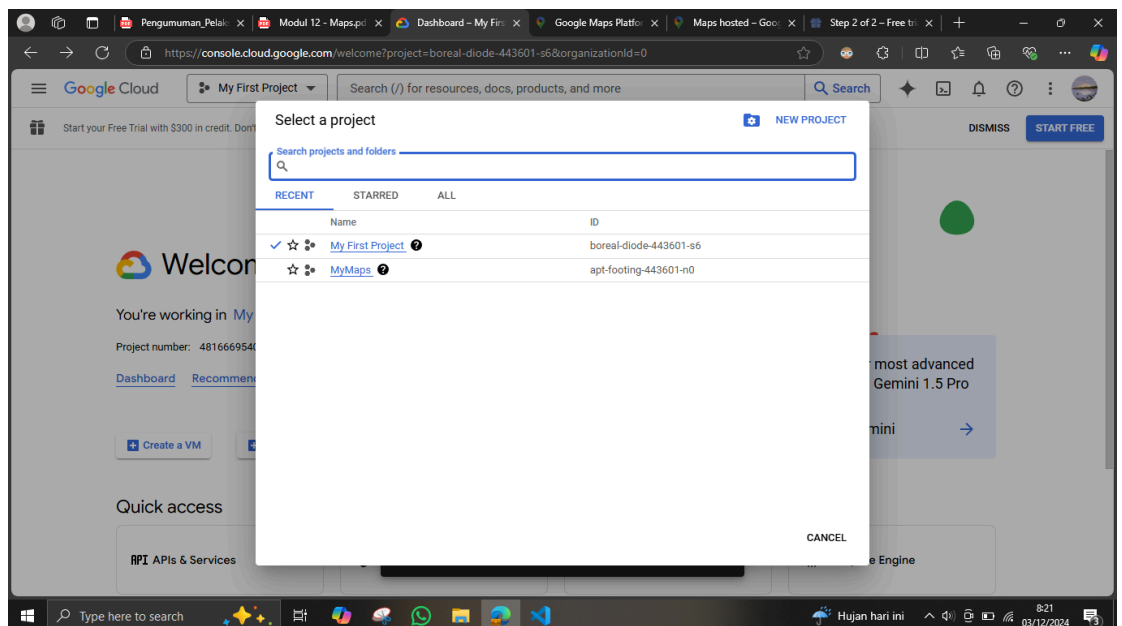 Pengumuman_Pelak
Modul 12 - Maps.pd
Dashboard – My Firs
Google Maps Platfor
Maps hosted – Goog
Step 2 of 2 – Free tri
https://console.cloud.google.com/welcome?project=boreal-diode-443601-s6&organizationId=0
Google Cloud
My First Project
Search (/) for resources, docs, products, and more
Search
Start your Free Trial with $300 in credit. Don't
DISMISS
START FREE
Select a project
NEW PROJECT
Search projects and folders
RECENT
STARRED
ALL
Name
ID
My First Project
boreal-diode-443601-s6
MyMaps
apt-footing-443601-n0
Welcon
You're working in My
Project number: 4816669540
Dashboard
Recommend
most advanced
Gemini 1.5 Pro
mini
Create a VM
Quick access
CANCEL
API APIs & Services
e Engine
Type here to search
Hujan hari ini
8:21
03/12/2024
3